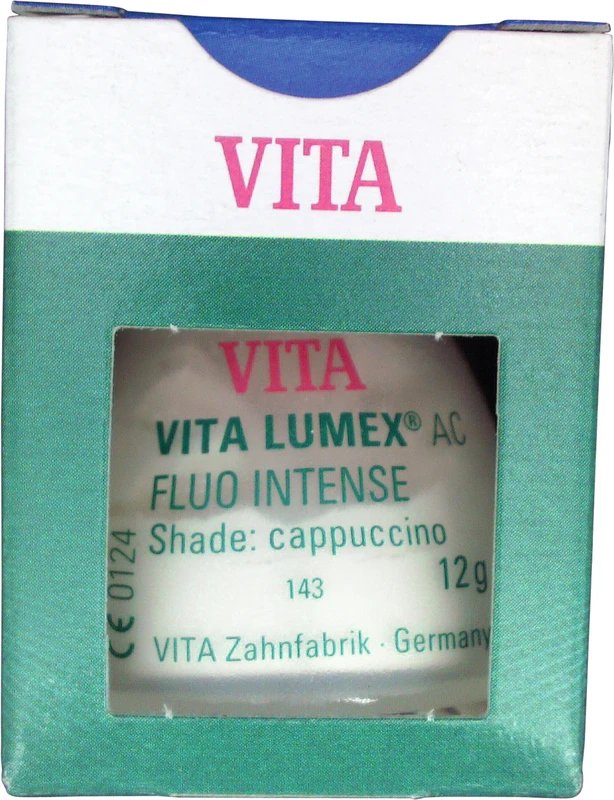 VITA
VITA
VITA LUMEX® AC
FLUO INTENSE
Shade: cappuccino
143
12g
CE 0124
VITA Zahnfabrik · Germany